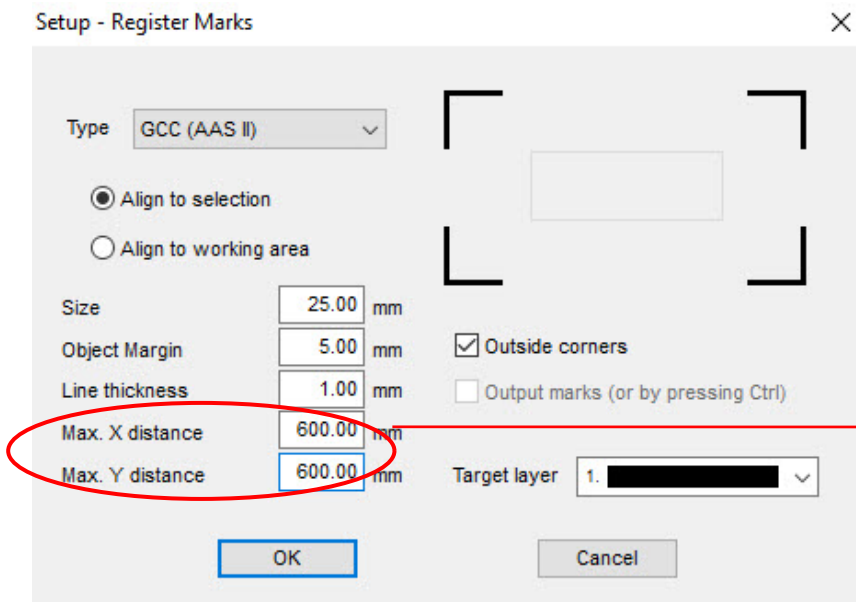 Setup - Register Marks
Type GCC (AAS II)
Align to selection
Align to working area
Size 25.00 mm
Object Margin 5.00 mm
Outside corners
Line thickness 1.00 mm
Output marks (or by pressing Ctrl)
Max. X distance 600.00 mm
Max. Y distance 600.00 mm
Target layer 1.
OK Cancel